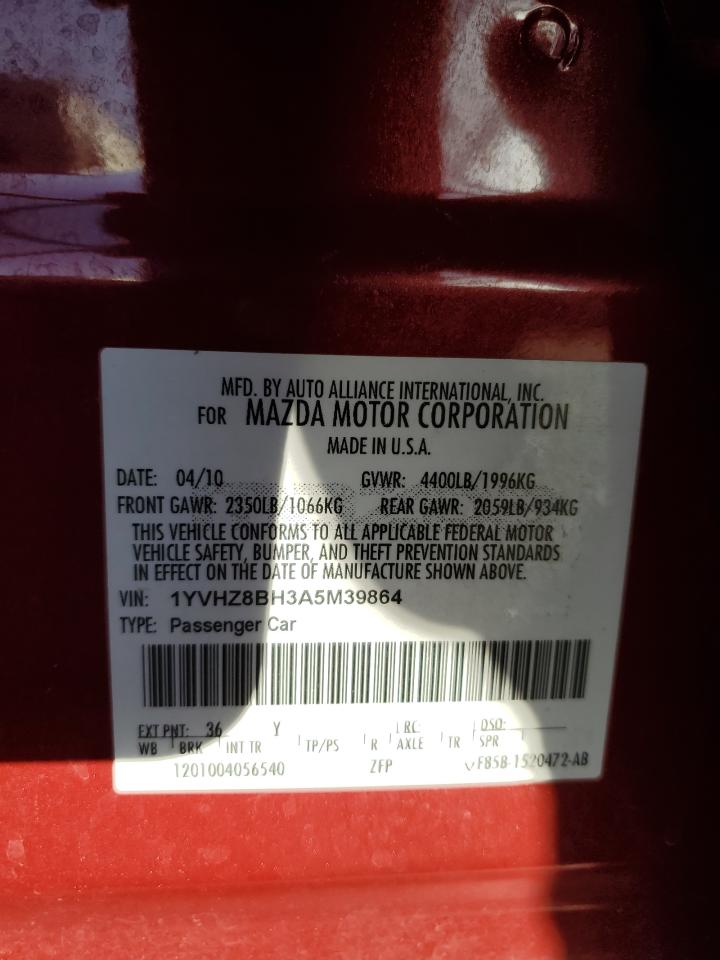 MFD. BY AUTO ALLIANCE INTERNATIONAL, INC.
FOR MAZDA MOTOR CORPORATION
MADE IN U.S.A.
DATE: 04/10 GVWR: 4400LB/1996KG
FRONT GAWR: 2350LB/1066KG REAR GAWR: 2059LB/934KG
THIS VEHICLE CONFORMS TO ALL APPLICABLE FEDERAL MOTOR
VEHICLE SAFETY, BUMPER, AND THEFT PREVENTION STANDARDS
IN EFFECT ON THE DATE OF MANUFACTURE SHOWN ABOVE.
VIN: 1YVHZ8BH3A5M39864
TYPE: Passenger Car
EXT PNT: 36 Y RC: DSO:
WB BRK INT TR TP/PS R AXLE TR SPR
1201004056540 ZFP F85B-1520472-AB